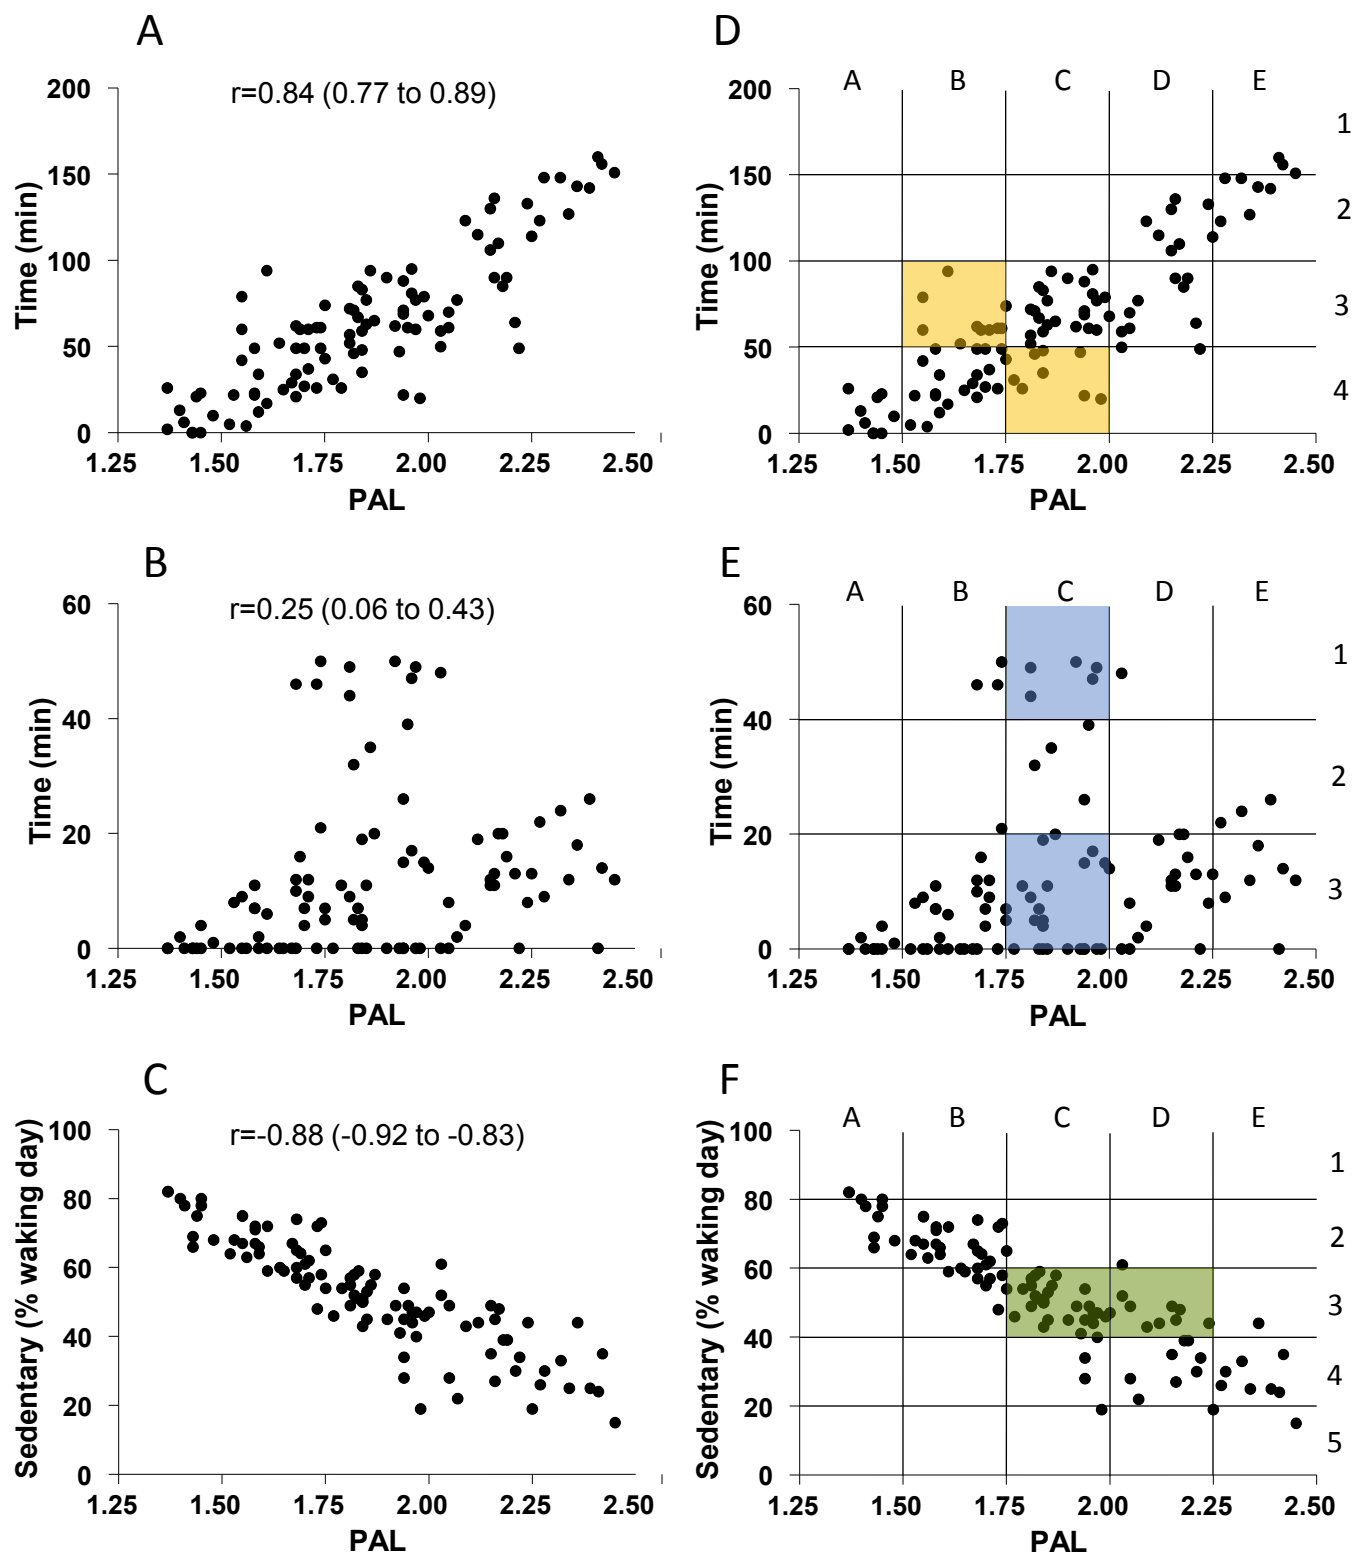 A
r=0.84 (0.77 to 0.89)
Time (min)
200
150
100
50
0
1.25 1.50 1.75 2.00 2.25 2.50
PAL
D
A B C D E
Time (min)
200
150
100
50
0
1
2
3
4
1.25 1.50 1.75 2.00 2.25 2.50
PAL
B
r=0.25 (0.06 to 0.43)
Time (min)
60
40
20
0
1.25 1.50 1.75 2.00 2.25 2.50
PAL
E
A B C D E
Time (min)
60
40
20
0
1
2
3
1.25 1.50 1.75 2.00 2.25 2.50
PAL
C
r=-0.88 (-0.92 to -0.83)
Sedentary (% waking day)
100
80
60
40
20
0
1.25 1.50 1.75 2.00 2.25 2.50
PAL
F
A B C D E
Sedentary (% waking day)
100
80
60
40
20
0
1
2
3
4
5
1.25 1.50 1.75 2.00 2.25 2.50
PAL